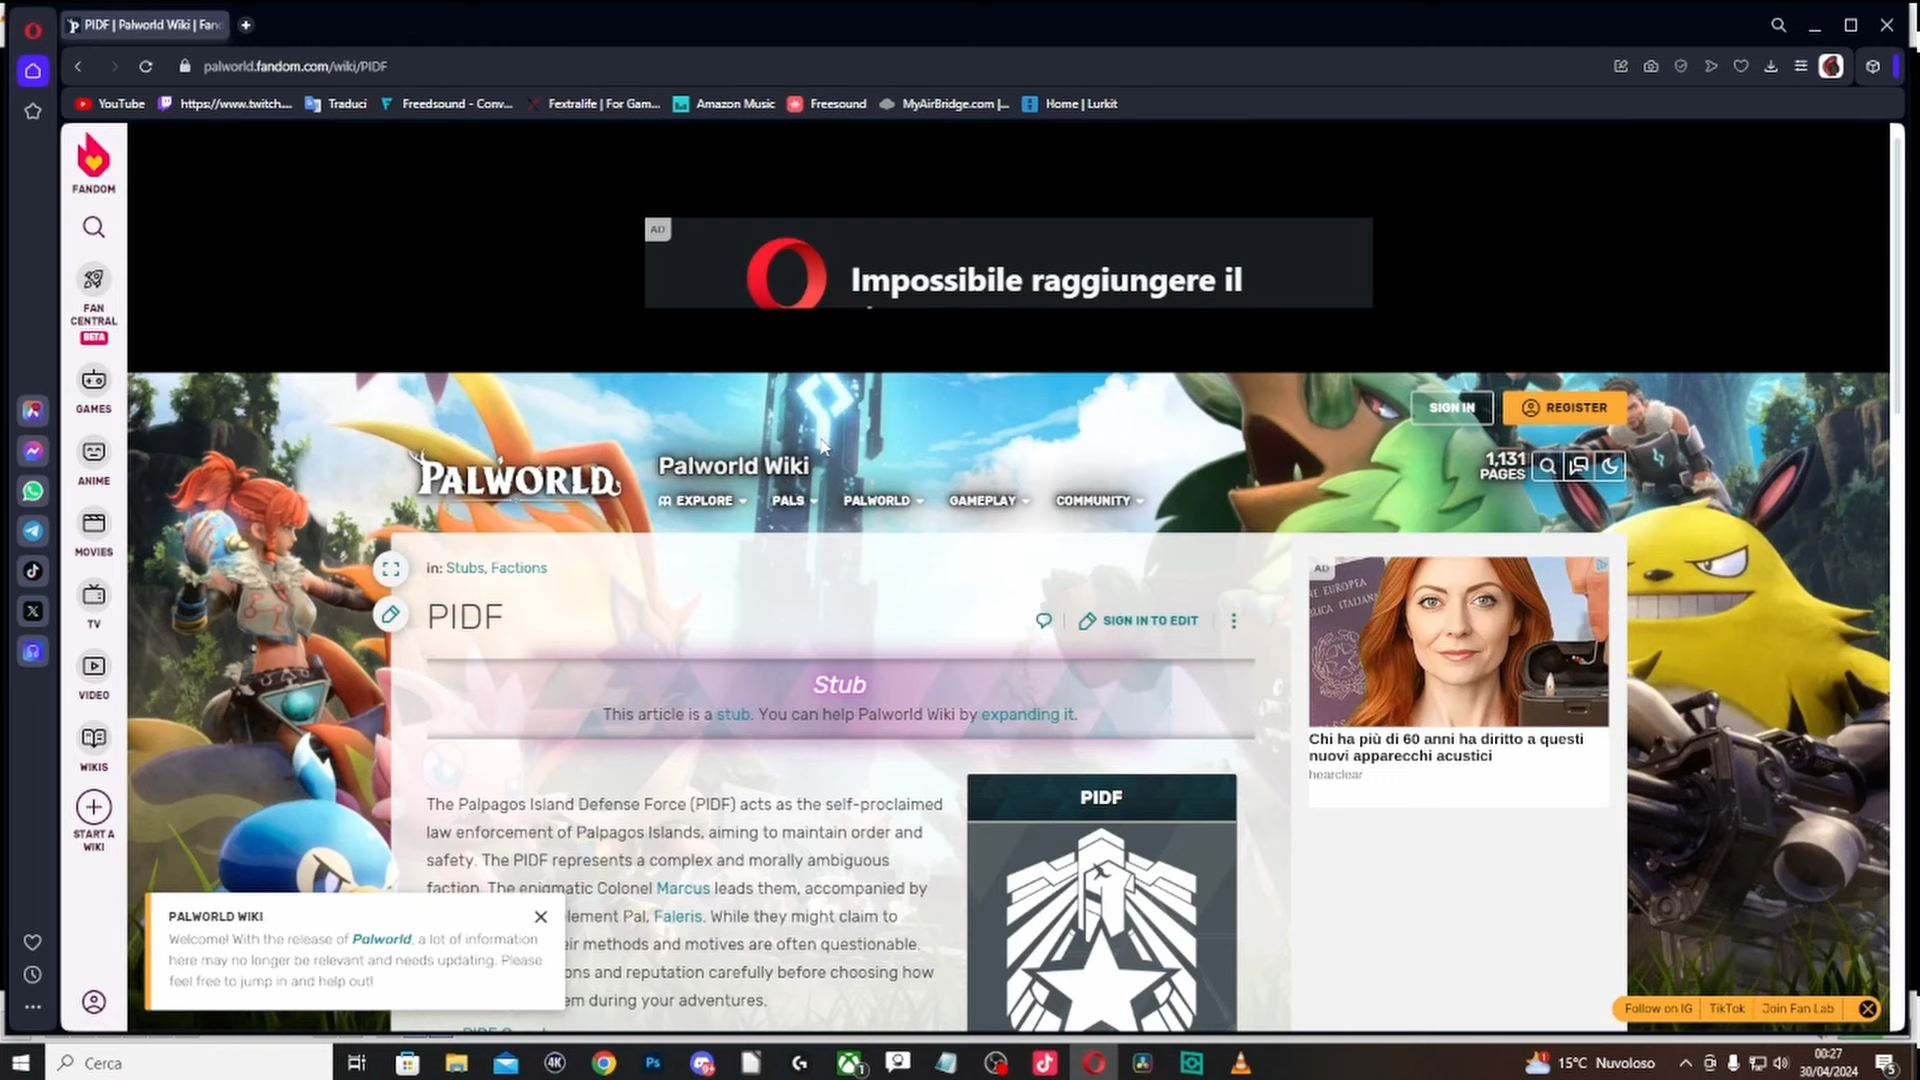 PIDF | Palworld Wiki | Fan
palworld.fandom.com/wiki/PIDF
YouTube
https://www.twitch....
Traduci
Freedsound - Conv...
Fextralife | For Gam...
Amazon Music
Freesound
MyAirBridge.com |...
Home | Lurkit
FANDOM
FAN CENTRAL
BETA
GAMES
ANIME
MOVIES
TV
VIDEO
WIKIS
START A WIKI
AD
Impossibile raggiungere il
SIGN IN
REGISTER
PALWORLD
Palworld Wiki
1,131
PAGES
EXPLORE
PALS
PALWORLD
GAMEPLAY
COMMUNITY
in: Stubs, Factions
PIDF
SIGN IN TO EDIT
Stub
This article is a stub. You can help Palworld Wiki by expanding it.
The Palpagos Island Defense Force (PIDF) acts as the self-proclaimed
law enforcement of Palpagos Islands, aiming to maintain order and
safety. The PIDF represents a complex and morally ambiguous
faction. The enigmatic Colonel Marcus leads them, accompanied by
lement Pal, Faleris. While they might claim to
eir methods and motives are often questionable.
ons and reputation carefully before choosing how
em during your adventures.
PIDF
AD
Chi ha più di 60 anni ha diritto a questi
nuovi apparecchi acustici
hearclear
PALWORLD WIKI
Welcome! With the release of Palworld, a lot of information
here may no longer be relevant and needs updating. Please
feel free to jump in and help out!
Follow on IG
TikTok
Join Fan Lab
Cerca
15°C Nuvoloso
00:27
30/04/2024